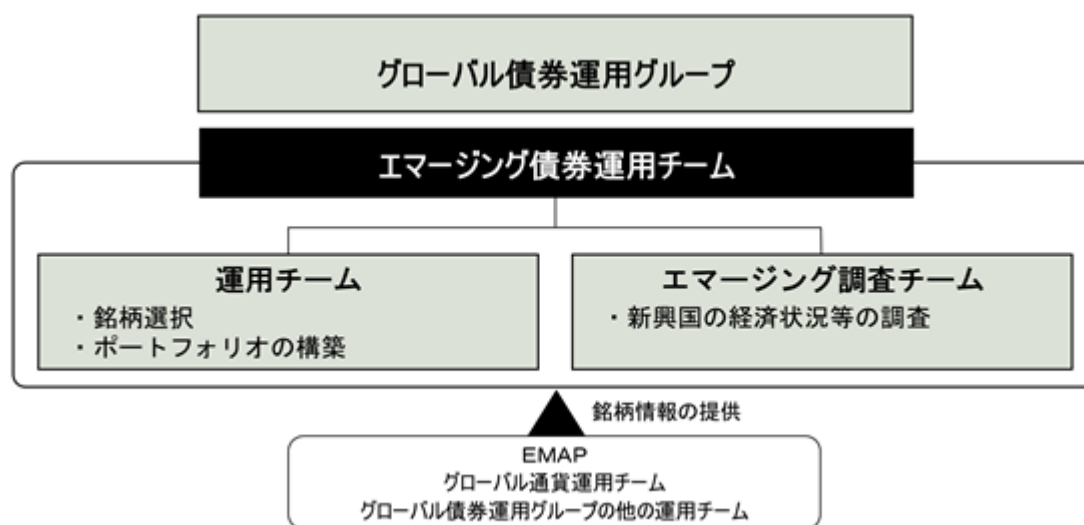 グローバル債券運用グループ
エマージング債券運用チーム
運用チーム
・銘柄選択
・ポートフォリオの構築
エマージング調査チーム
・新興国の経済状況等の調査
銘柄情報の提供
EMAP
グローバル通貨運用チーム
グローバル債券運用グループの他の運用チーム